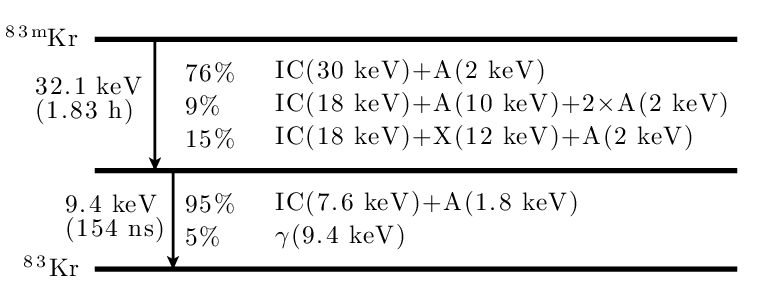 ⁸³ᵐKr
32.1 keV
(1.83 h)
76% IC(30 keV)+A(2 keV)
9% IC(18 keV)+A(10 keV)+2×A(2 keV)
15% IC(18 keV)+X(12 keV)+A(2 keV)
9.4 keV
(154 ns)
95% IC(7.6 keV)+A(1.8 keV)
5% γ(9.4 keV)
⁸³Kr